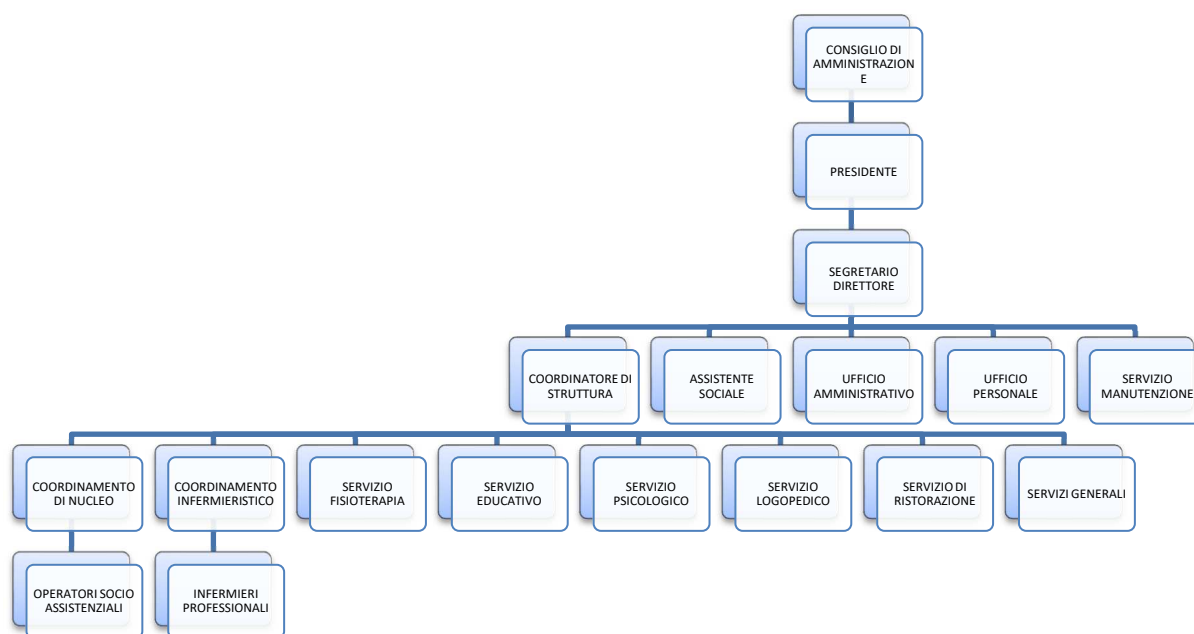 CONSIGLIO DI
AMMINISTRAZION
E
PRESIDENTE
SEGRETARIO
DIRETTORE
COORDINATORE DI
STRUTTURA
ASSISTENTE
SOCIALE
UFFICIO
AMMINISTRATIVO
UFFICIO
PERSONALE
SERVIZIO
MANUTENZIONE
COORDINAMENTO
DI NUCLEO
COORDINAMENTO
INFERMIERISTICO
SERVIZIO
FISIOTERAPIA
SERVIZIO
EDUCATIVO
SERVIZIO
PSICOLOGICO
SERVIZIO
LOGOPEDICO
SERVIZIO DI
RISTORAZIONE
SERVIZI GENERALI
OPERATORI SOCIO
ASSISTENZIALI
INFERMIERI
PROFESSIONALI